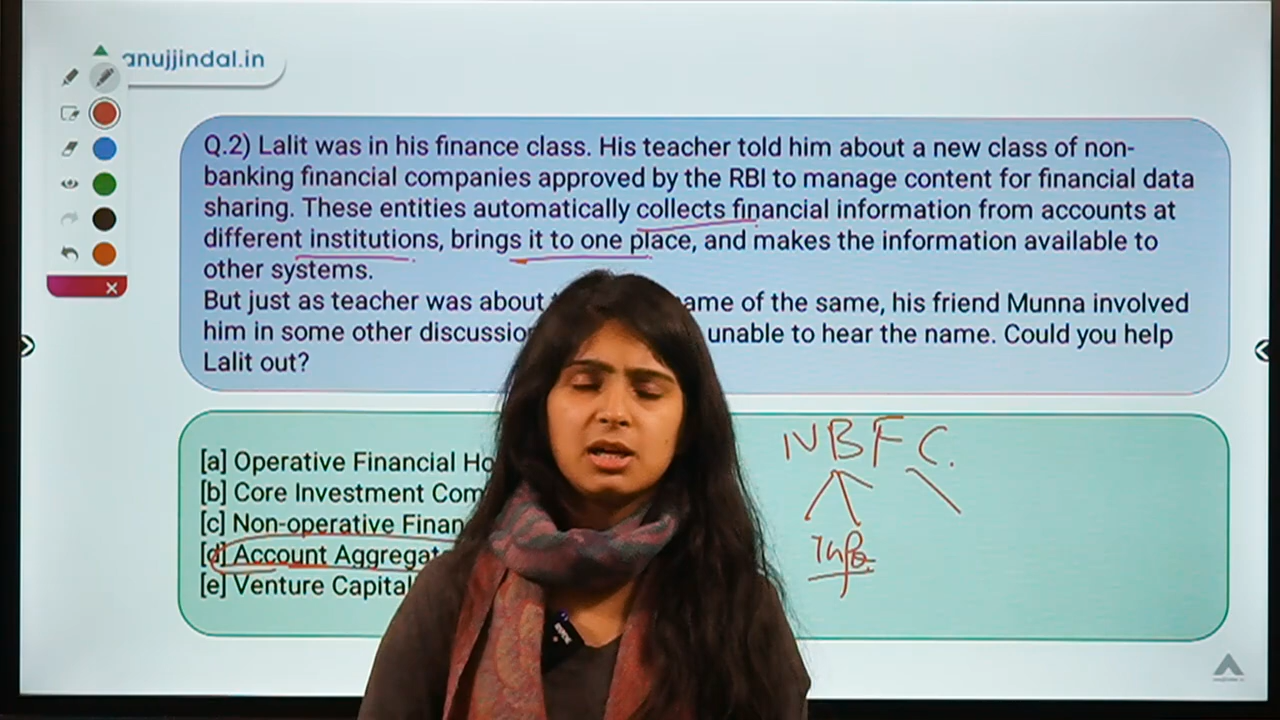 anujjindal.in
Q.2) Lalit was in his finance class. His teacher told him about a new class of non-
banking financial companies approved by the RBI to manage content for financial data
sharing. These entities automatically collects financial information from accounts at
different institutions, brings it to one place, and makes the information available to
other systems.
But just as teacher was about ame of the same, his friend Munna involved
him in some other discussion unable to hear the name. Could you help
Lalit out?
[a] Operative Financial Ho
[b] Core Investment Com
[c] Non-operative Finan
[d] Account Aggregat
[e] Venture Capital
NBFC.
Info.